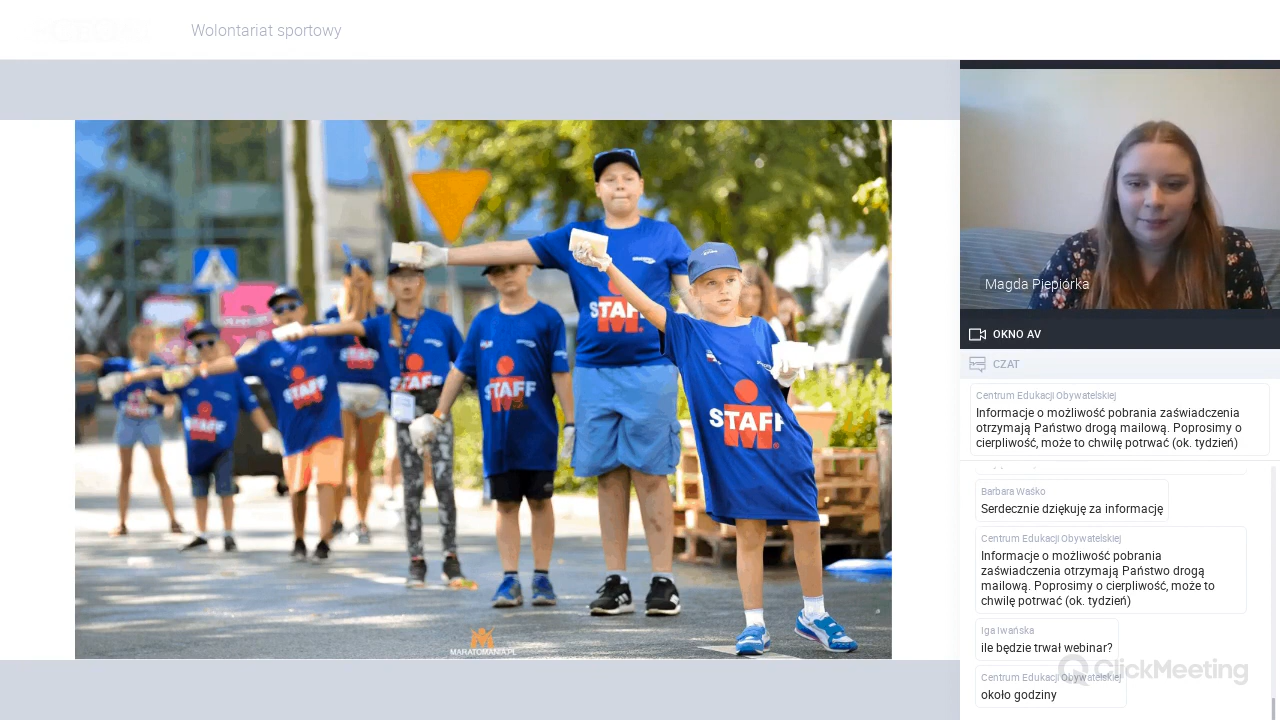 Wolontariat sportowy
STAFF
STAFF
STAFF
STAFF
STAFF
STAFF
MARATOMANIA.PL
Magda Piepiórka
OKNO AV
CZAT
Centrum Edukacji Obywatelskiej
Informacje o możliwość pobrania zaświadczenia
otrzymają Państwo drogą mailową. Poprosimy o
cierpliwość, może to chwilę potrwać (ok. tydzień)
Barbara Waśko
Serdecznie dziękuję za informację
Centrum Edukacji Obywatelskiej
Informacje o możliwość pobrania
zaświadczenia otrzymają Państwo drogą
mailową. Poprosimy o cierpliwość, może to
chwilę potrwać (ok. tydzień)
Iga Iwańska
ile będzie trwał webinar?
Centrum Edukacji Obywatelskiej
około godziny
ClickMeeting